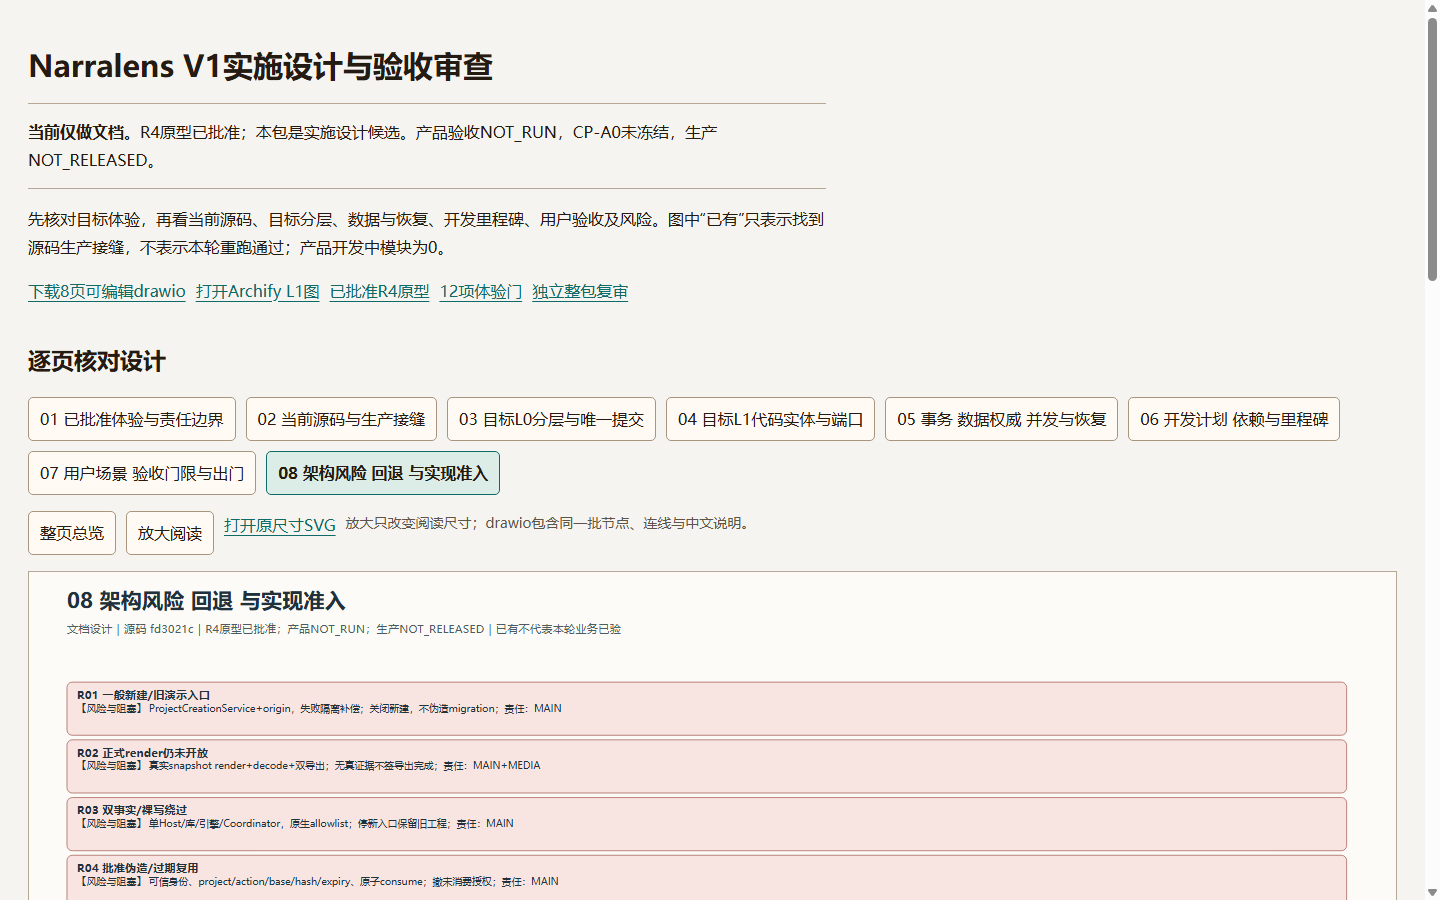 Narralens V1实施设计与验收审查
当前仅做文档。R4原型已批准；本包是实施设计候选。产品验收NOT_RUN，CP-A0未冻结，生产
NOT_RELEASED。
先核对目标体验，再看当前源码、目标分层、数据与恢复、开发里程碑、用户验收及风险。图中“已有”只表示找到
源码生产接缝，不表示本轮重跑通过；产品开发中模块为0。
下载8页可编辑drawio 打开Archify L1图 已批准R4原型 12项体验门 独立整包复审
逐页核对设计
01 已批准体验与责任边界 02 当前源码与生产接缝 03 目标L0分层与唯一提交 04 目标L1代码实体与端口 05 事务 数据权威 并发与恢复 06 开发计划 依赖与里程碑
07 用户场景 验收门限与出门 08 架构风险 回退 与实现准入
整页总览 放大阅读 打开原尺寸SVG 放大只改变阅读尺寸；drawio包含同一批节点、连线与中文说明。
08 架构风险 回退 与实现准入
文档设计 | 源码 fd3021c | R4原型已批准；产品NOT_RUN；生产NOT_RELEASED | 已有不代表本轮业务已验
R01 一般新建/旧演示入口
【风险与阻塞】 ProjectCreationService+origin，失败隔离补偿；关闭新建，不伪造migration；责任：MAIN
R02 正式render仍未开放
【风险与阻塞】 真实snapshot render+decode+双导出；无真证据不签导出完成；责任：MAIN+MEDIA
R03 双事实/裸写绕过
【风险与阻塞】 单Host/库/引擎/Coordinator，原生allowlist；停新入口保留旧工程；责任：MAIN
R04 批准伪造/过期复用
【风险与阻塞】 可信身份、project/action/base/hash/expiry、原子consume；撤未消费授权；责任：MAIN